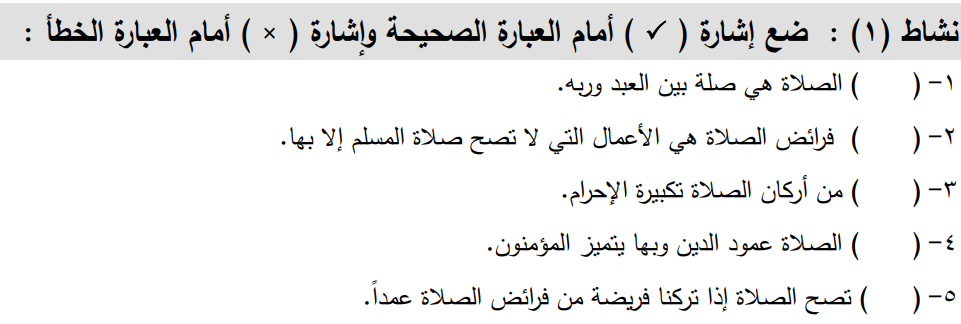 نشاط (١) : ضع إشارة ( ✓ ) أمام العبارة الصحيحة وإشارة ( × ) أمام العبارة الخطأ :
١- ( ) الصلاة هي صلة بين العبد وربه.
٢- ( ) فرائض الصلاة هي الأعمال التي لا تصح صلاة المسلم إلا بها.
٣- ( ) من أركان الصلاة تكبيرة الإحرام.
٤- ( ) الصلاة عمود الدين وبها يتميز المؤمنون.
٥- ( ) تصح الصلاة إذا تركنا فريضة من فرائض الصلاة عمداً.